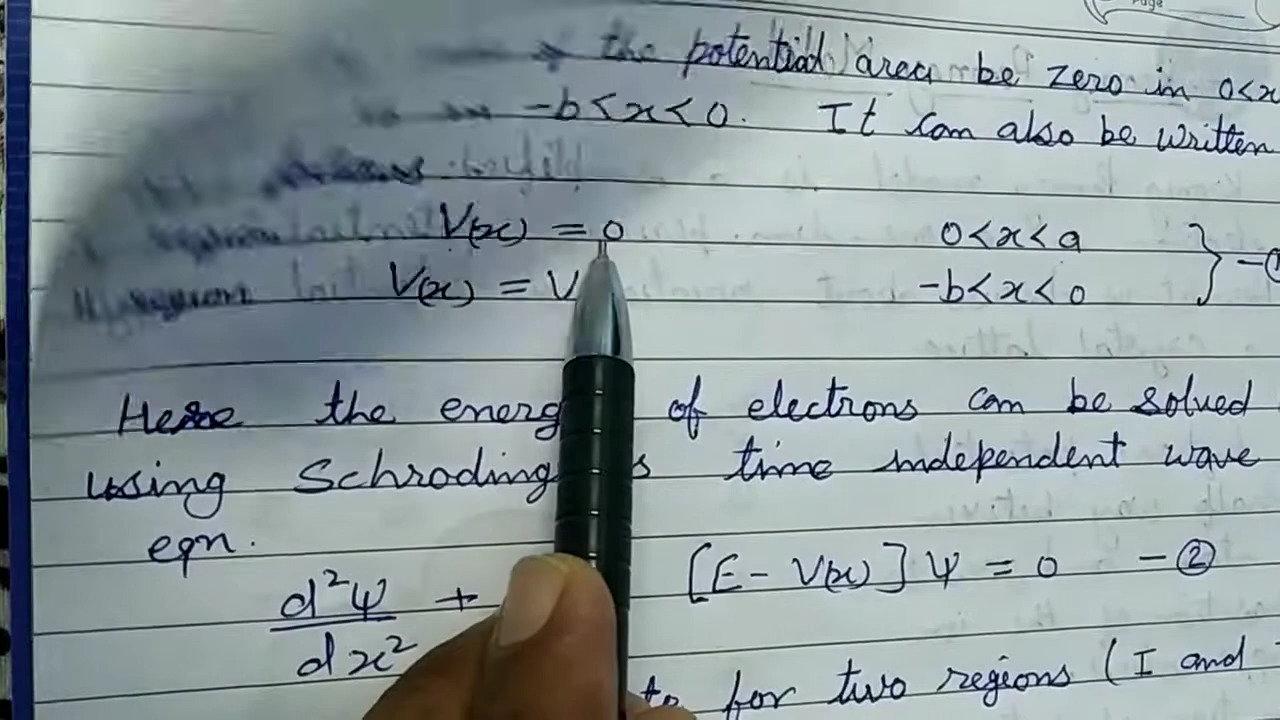 the potential area be zero in 0<x
-b<x<0. It can also be written
V(x) = 0 0<x<a } -
V(x) = V -b<x<0
Here the energ of electrons can be solved
using Schroding s time independent wave
eqn.
d²ψ/dx² + [E - V(x)] ψ = 0 - ②
to for two regions (I and